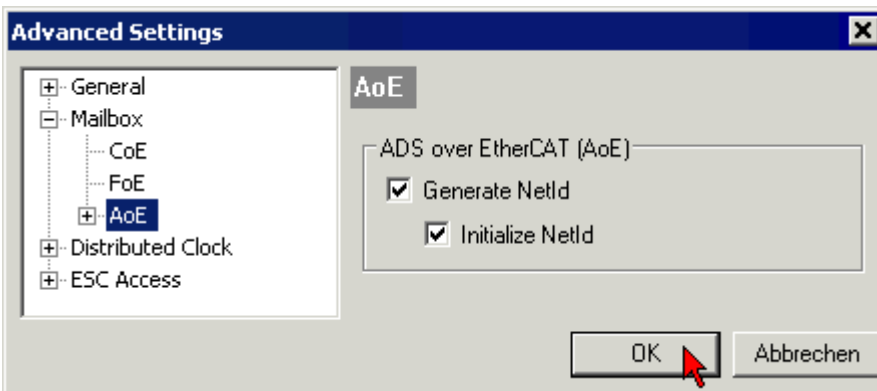 Advanced Settings
General
Mailbox
CoE
FoE
AoE
Distributed Clock
ESC Access
AoE
ADS over EtherCAT (AoE)
Generate NetId
Initialize NetId
OK
Abbrechen